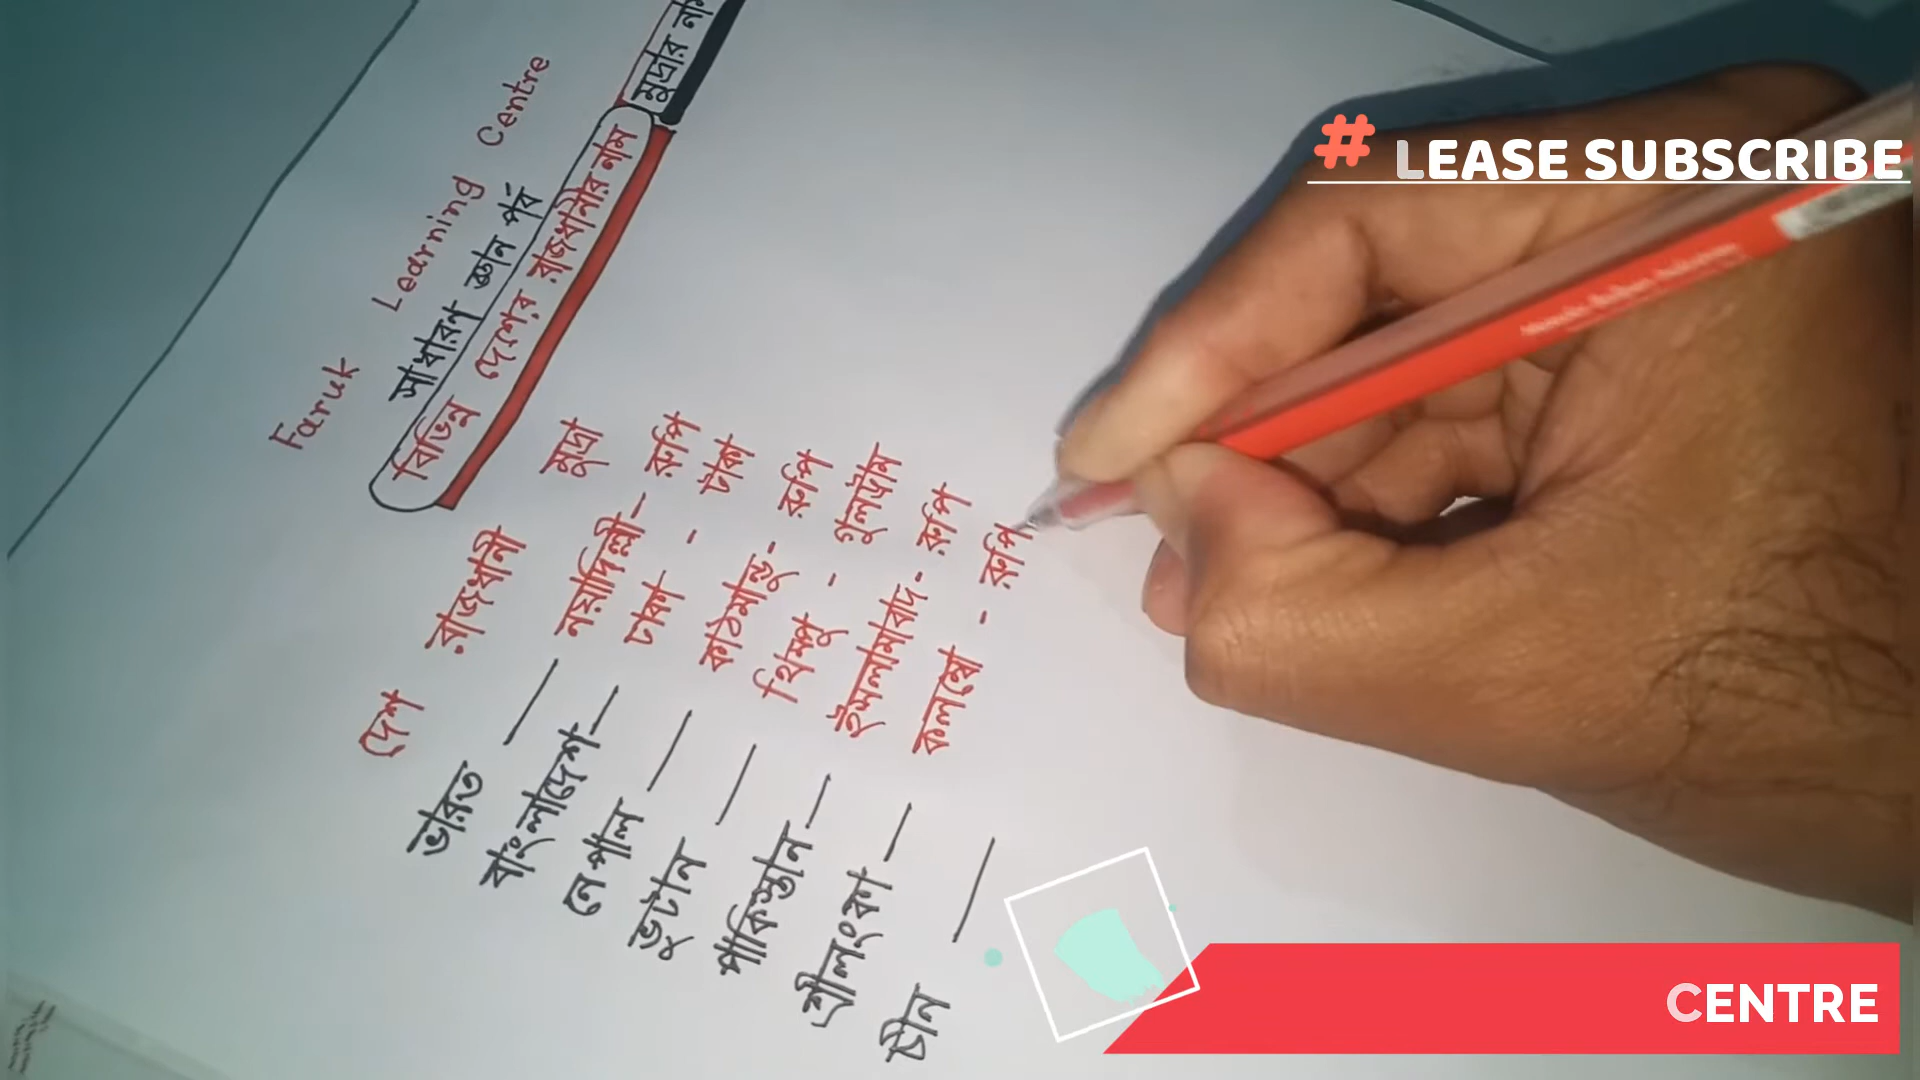 Faruk Learning Centre
সাধারণ জ্ঞান পর্ব
বিভিন্ন দেশের রাজধানীর নাম
মুদ্রার
দেশ রাজধানী মুদ্রা
ভারত — নয়াদিল্লী - রুপি
বাংলাদেশ — ঢাকা - টাকা
নেপাল — কাঠমান্ডু - রুপি
ভুটান — থিম্পু - গুলট্রাম
পাকিস্তান — ইসলামাবাদ - রুপি
শ্রীলংকা — কলম্বো - রুপি
চীন —
# LEASE SUBSCRIBE
CENTRE